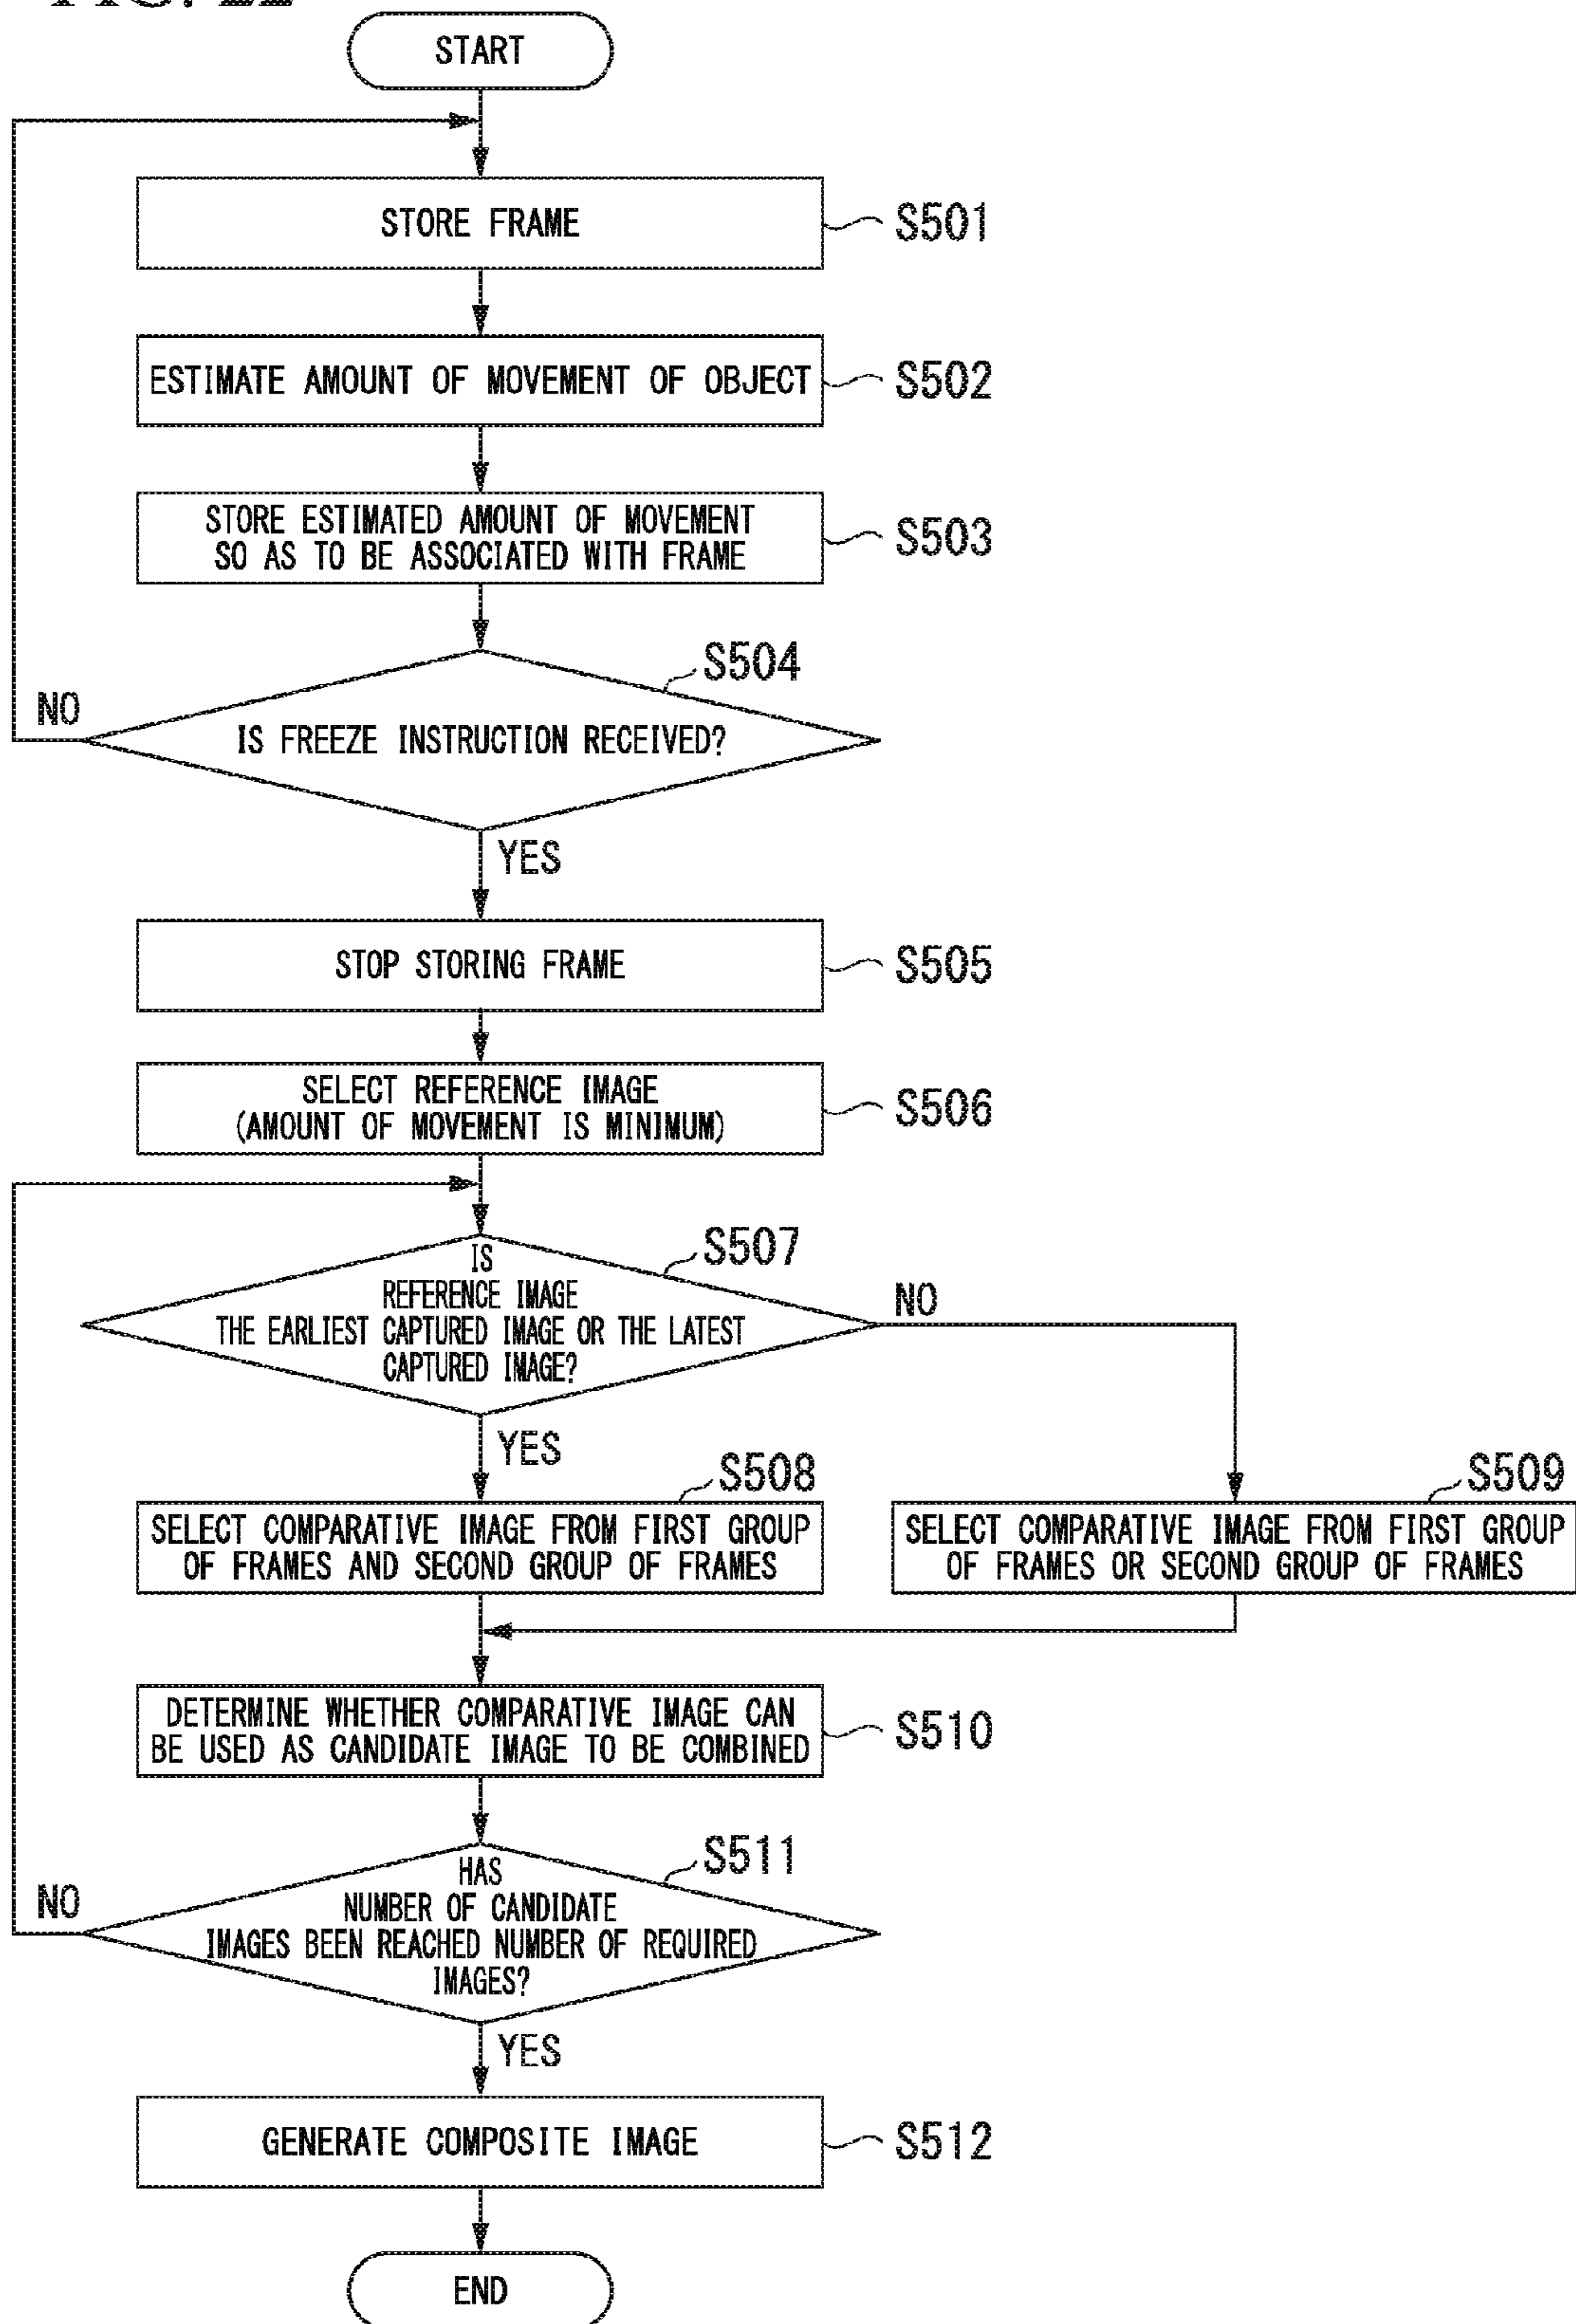 START
STORE FRAME
S501
ESTIMATE AMOUNT OF MOVEMENT OF OBJECT
S502
STORE ESTIMATED AMOUNT OF MOVEMENT
SO AS TO BE ASSOCIATED WITH FRAME
S503
S504
NO
IS FREEZE INSTRUCTION RECEIVED?
YES
STOP STORING FRAME
S505
SELECT REFERENCE IMAGE
(AMOUNT OF MOVEMENT IS MINIMUM)
S506
S507
IS
REFERENCE IMAGE
THE EARLIEST CAPTURED IMAGE OR THE LATEST
CAPTURED IMAGE?
NO
YES
S508
SELECT COMPARATIVE IMAGE FROM FIRST GROUP
OF FRAMES AND SECOND GROUP OF FRAMES
S509
SELECT COMPARATIVE IMAGE FROM FIRST GROUP
OF FRAMES OR SECOND GROUP OF FRAMES
DETERMINE WHETHER COMPARATIVE IMAGE CAN
BE USED AS CANDIDATE IMAGE TO BE COMBINED
S510
S511
NO
HAS
NUMBER OF CANDIDATE
IMAGES BEEN REACHED NUMBER OF REQUIRED
IMAGES?
YES
GENERATE COMPOSITE IMAGE
S512
END